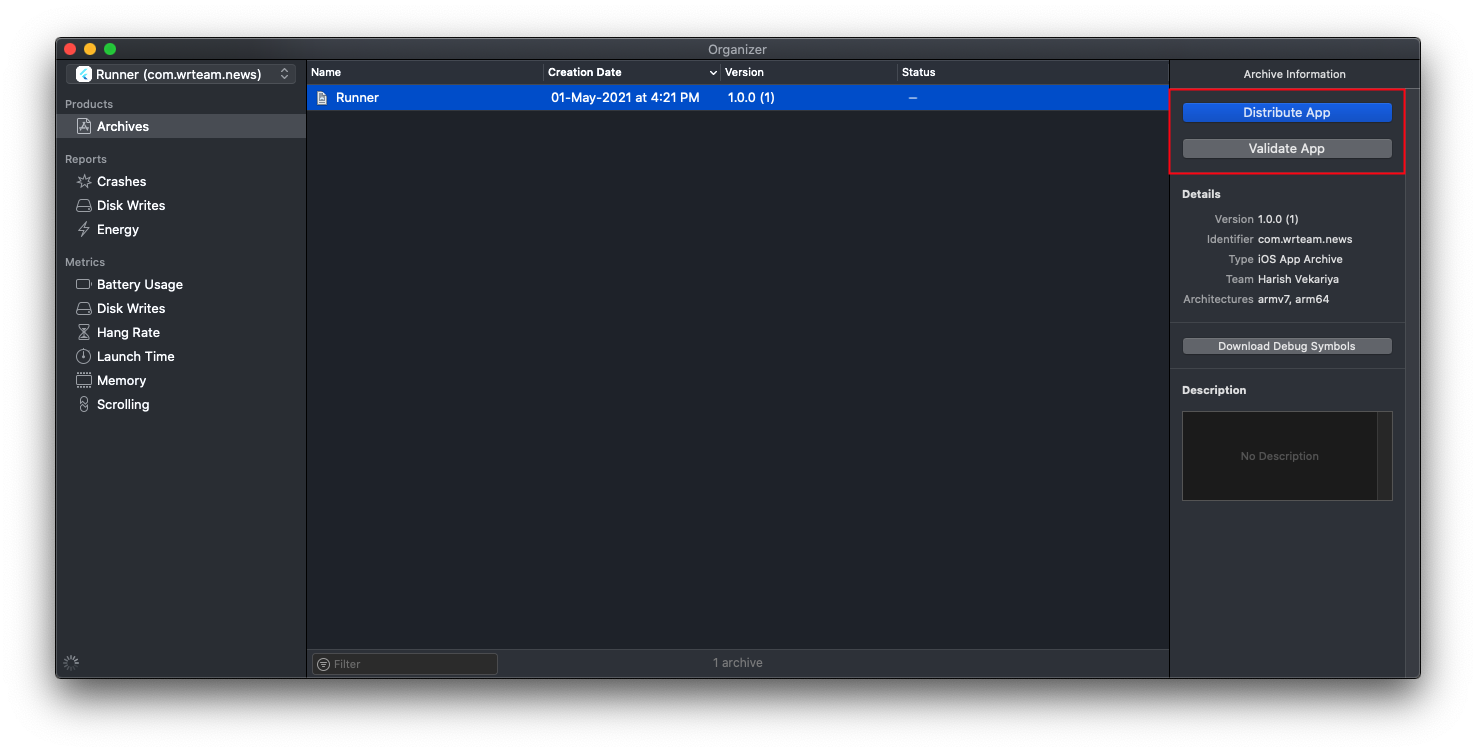 Organizer
Runner (com.wrteam.news)
Products
Archives
Reports
Crashes
Disk Writes
Energy
Metrics
Battery Usage
Disk Writes
Hang Rate
Launch Time
Memory
Scrolling
Name Creation Date Version Status
Runner 01-May-2021 at 4:21 PM 1.0.0 (1) —
Filter
1 archive
Archive Information
Distribute App
Validate App
Details
Version 1.0.0 (1)
Identifier com.wrteam.news
Type iOS App Archive
Team Harish Vekariya
Architectures armv7, arm64
Download Debug Symbols
Description
No Description